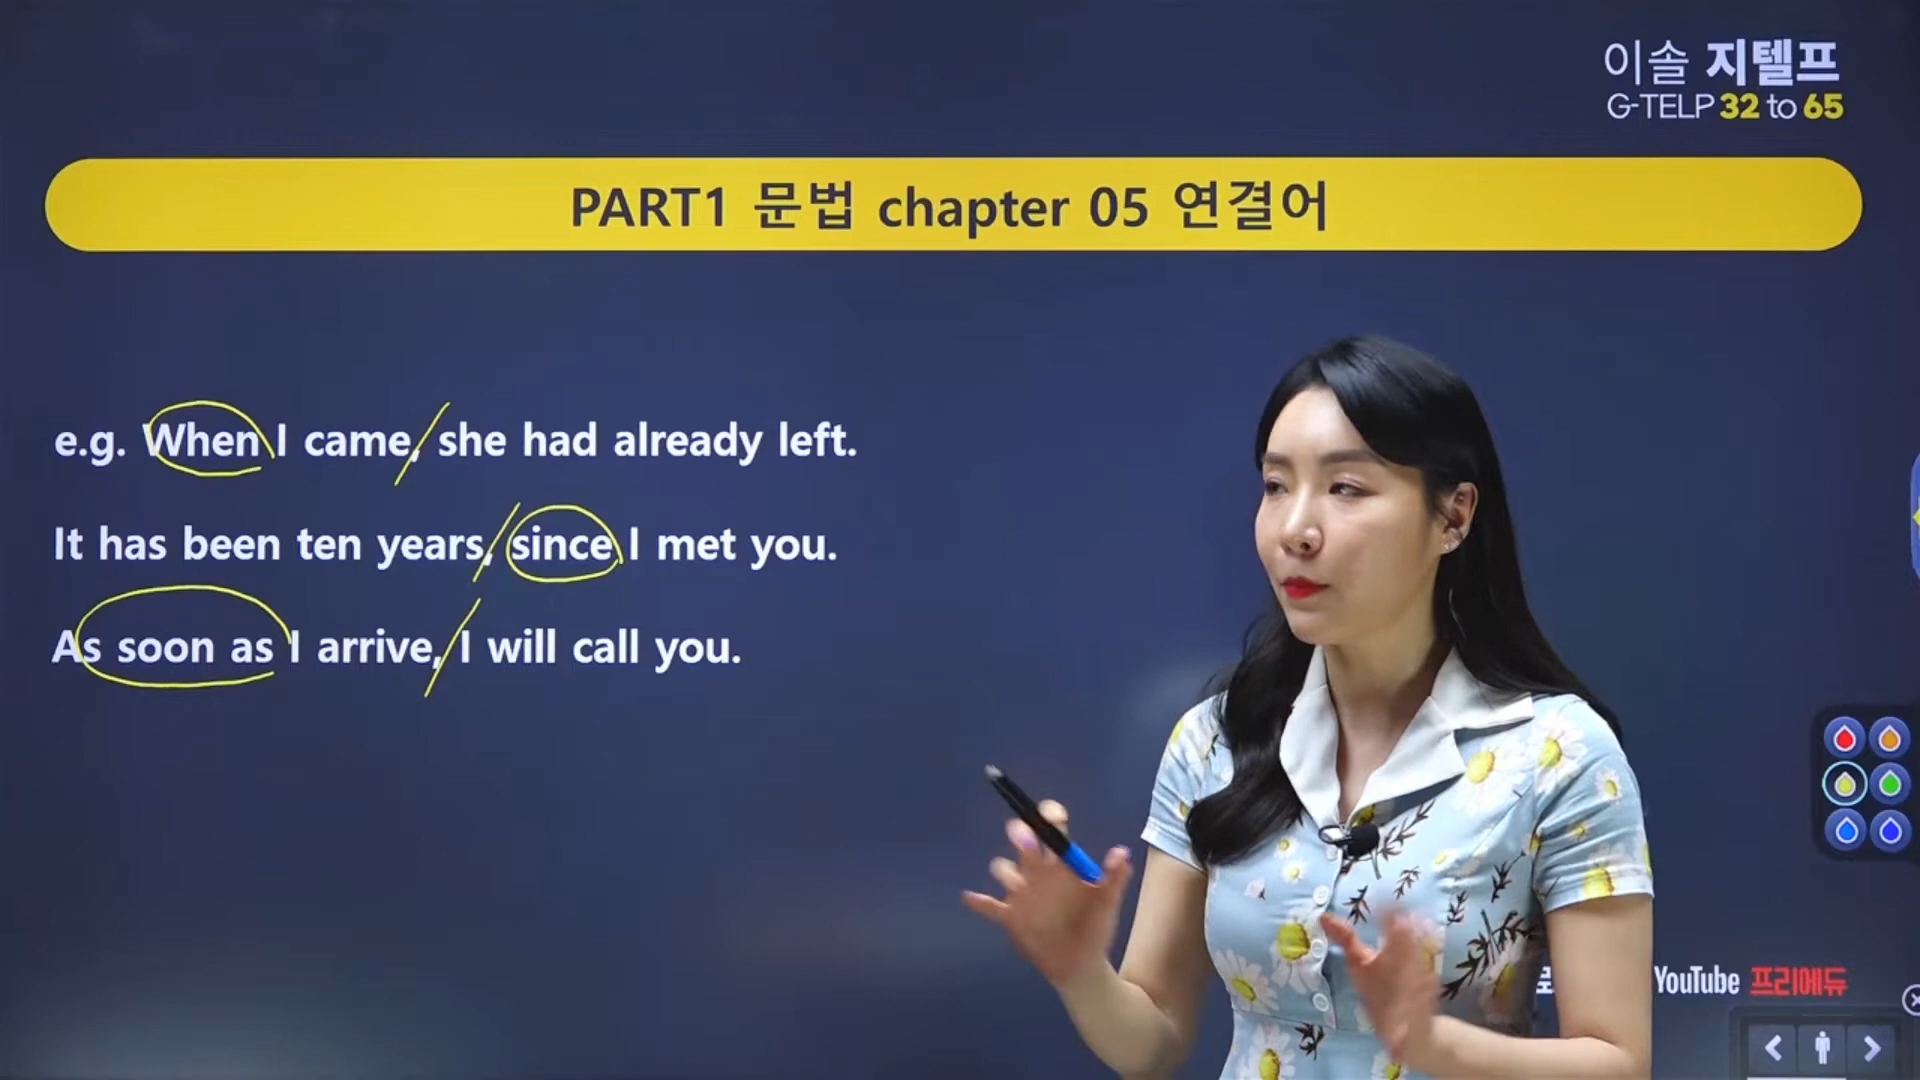 이솔 지텔프
G-TELP 32 to 65
PART1 문법 chapter 05 연결어
e.g. When I came, she had already left.
It has been ten years, since I met you.
As soon as I arrive, I will call you.
YouTube 프리에듀